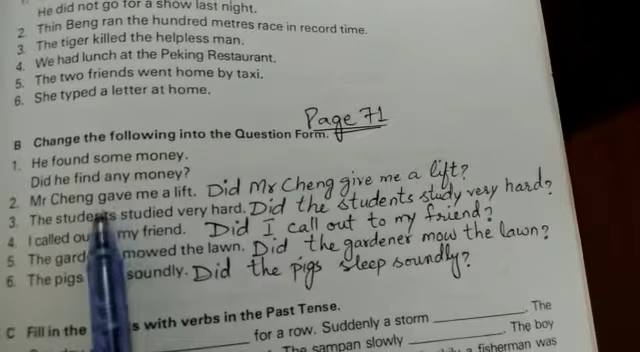 He did not go for a show last night.
2. Thin Beng ran the hundred metres race in record time.
3. The tiger killed the helpless man.
4. We had lunch at the Peking Restaurant.
5. The two friends went home by taxi.
6. She typed a letter at home.
Page 71
B Change the following into the Question Form.
1. He found some money.
Did he find any money?
2. Mr Cheng gave me a lift. Did Mr Cheng give me a lift?
3. The students studied very hard. Did the students study very hard?
4. I called my friend. Did I call out to my friend?
5. The mowed the lawn. Did the gardener mow the lawn?
6. The pigs soundly. Did the pigs sleep soundly?
C Fill in the with verbs in the Past Tense.
for a row. Suddenly a storm . The
The sampan slowly . The boy
a fisherman was